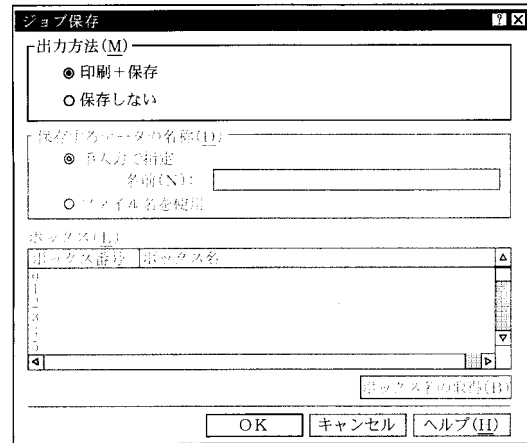 ジョブ保存
出力方法(M)
印刷+保存
保存しない
保存するデータの名称(D)
手入力で指定
名前(N):
ファイル名を使用
ボックス(L)
ボックス番号 ボックス名
0
1
2
3
4
5
ボックス名の取得(B)
OK キャンセル ヘルプ(H)